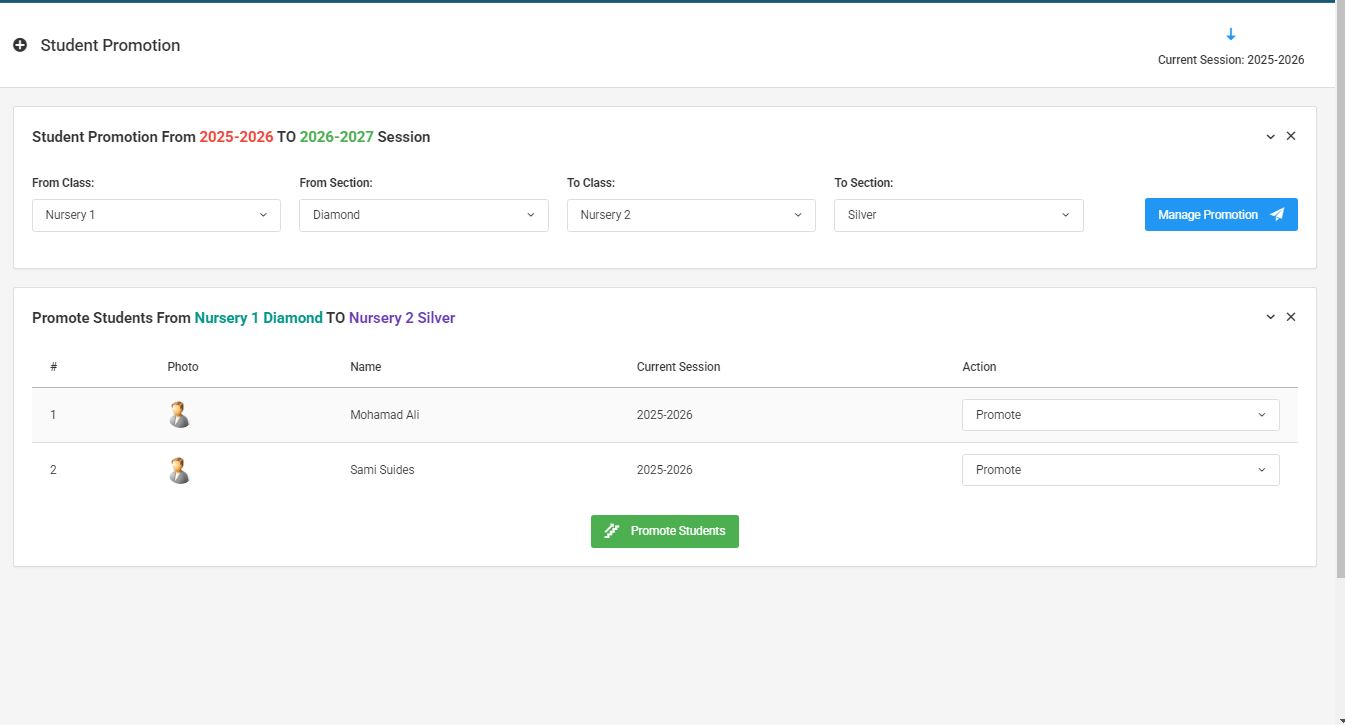 Student Promotion
Current Session: 2025-2026
Student Promotion From 2025-2026 TO 2026-2027 Session
From Class: From Section: To Class: To Section:
Nursery 1 Diamond Nursery 2 Silver Manage Promotion
Promote Students From Nursery 1 Diamond TO Nursery 2 Silver
# Photo Name Current Session Action
1 Mohamad Ali 2025-2026 Promote
2 Sami Suides 2025-2026 Promote
Promote Students